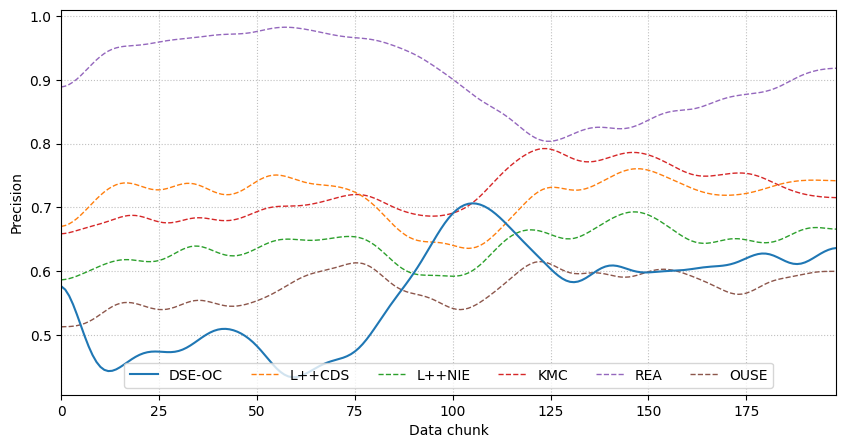 Precision
1.0
0.9
0.8
0.7
0.6
0.5
DSE-OC L++CDS L++NIE KMC REA OUSE
0 25 50 75 100 125 150 175
Data chunk